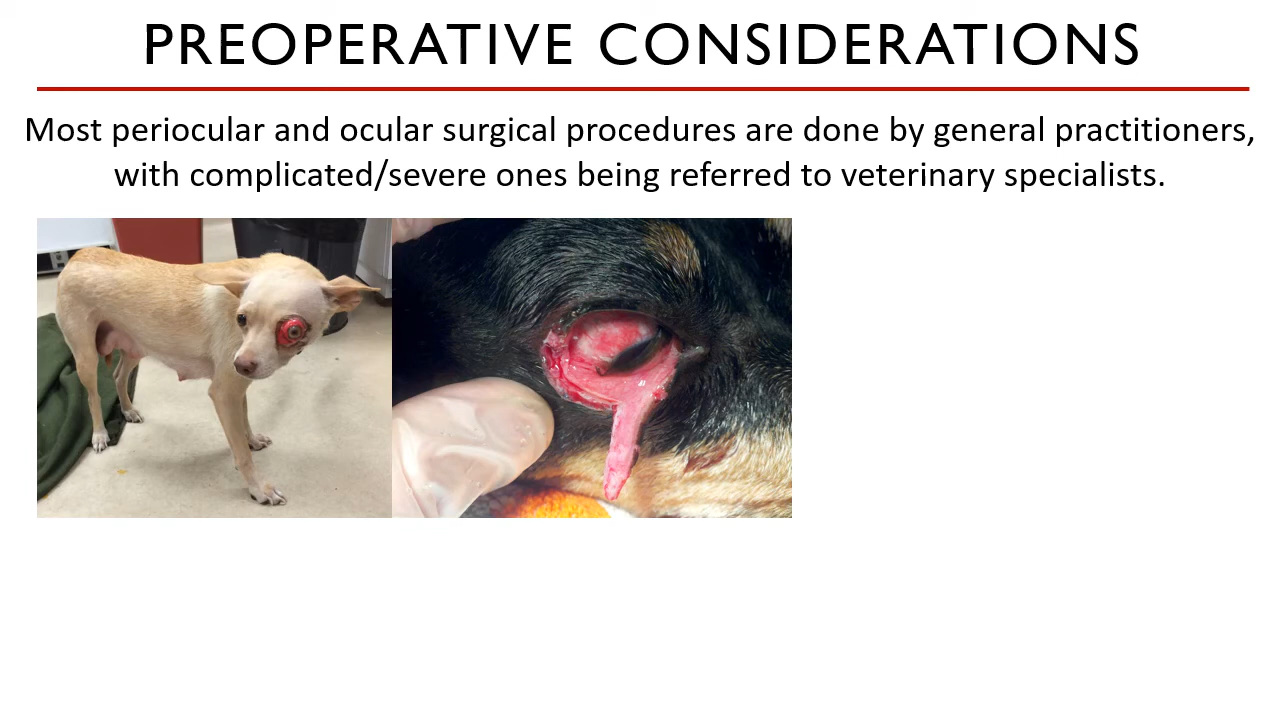 PREOPERATIVE CONSIDERATIONS
Most periocular and ocular surgical procedures are done by general practitioners,
with complicated/severe ones being referred to veterinary specialists.